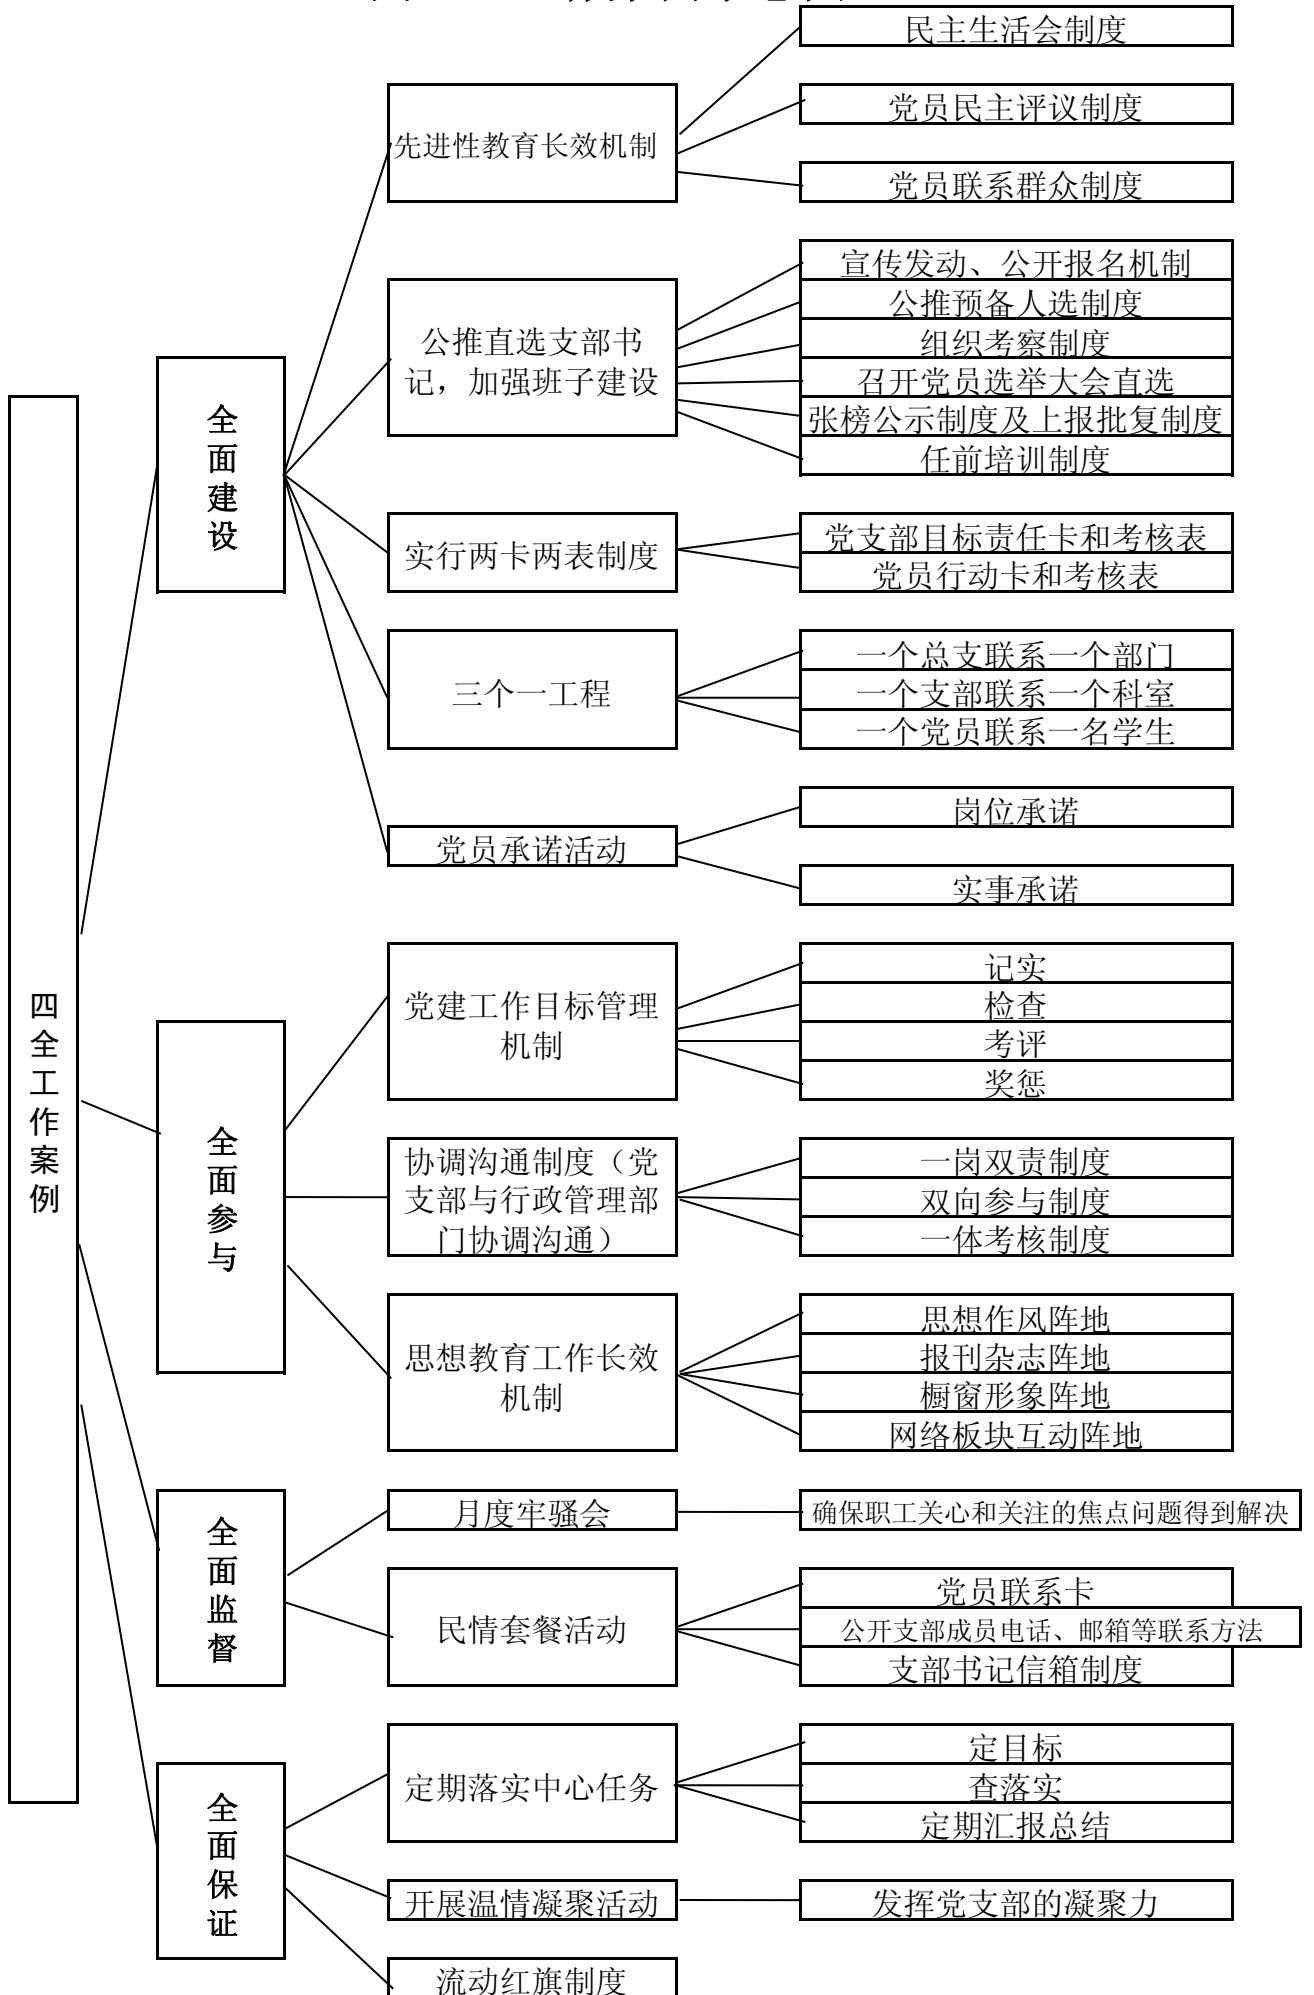 四全工作案例
全面建设
先进性教育长效机制
民主生活会制度
党员民主评议制度
党员联系群众制度
公推直选支部书
记，加强班子建设
宣传发动、公开报名机制
公推预备人选制度
组织考察制度
召开党员选举大会直选
张榜公示制度及上报批复制度
任前培训制度
实行两卡两表制度
党支部目标责任卡和考核表
党员行动卡和考核表
三个一工程
一个总支联系一个部门
一个支部联系一个科室
一个党员联系一名学生
党员承诺活动
岗位承诺
实事承诺
全面参与
党建工作目标管理
机制
记实
检查
考评
奖惩
协调沟通制度（党
支部与行政管理部
门协调沟通）
一岗双责制度
双向参与制度
一体考核制度
思想教育工作长效
机制
思想作风阵地
报刊杂志阵地
橱窗形象阵地
网络板块互动阵地
全面监督
月度牢骚会
确保职工关心和关注的焦点问题得到解决
民情套餐活动
党员联系卡
公开支部成员电话、邮箱等联系方法
支部书记信箱制度
全面保证
定期落实中心任务
定目标
查落实
定期汇报总结
开展温情凝聚活动
发挥党支部的凝聚力
流动红旗制度